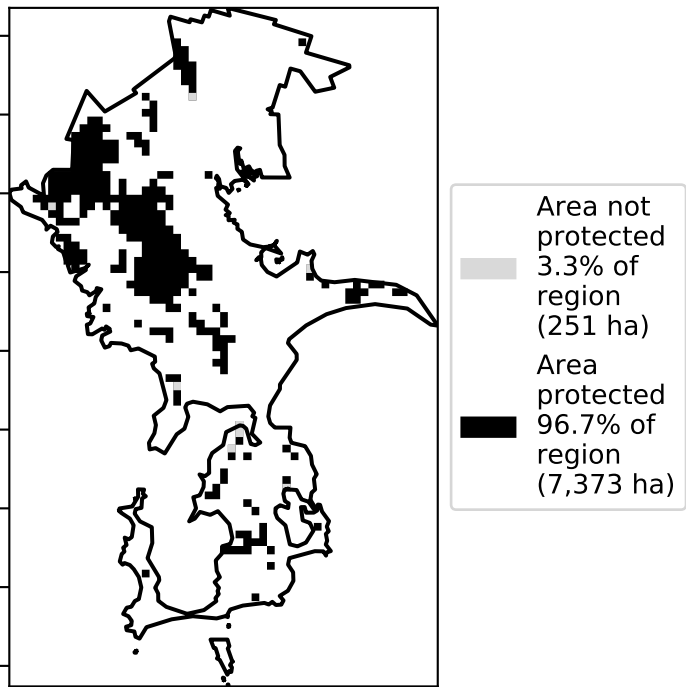 Area not
protected
3.3% of
region
(251 ha)
Area
protected
96.7% of
region
(7,373 ha)